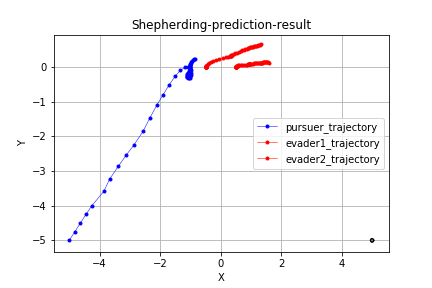 Shepherding-prediction-result
0
−1
−2
−3
−4
−5
Y
pursuer_trajectory
evader1_trajectory
evader2_trajectory
−4 −2 0 2 4
X